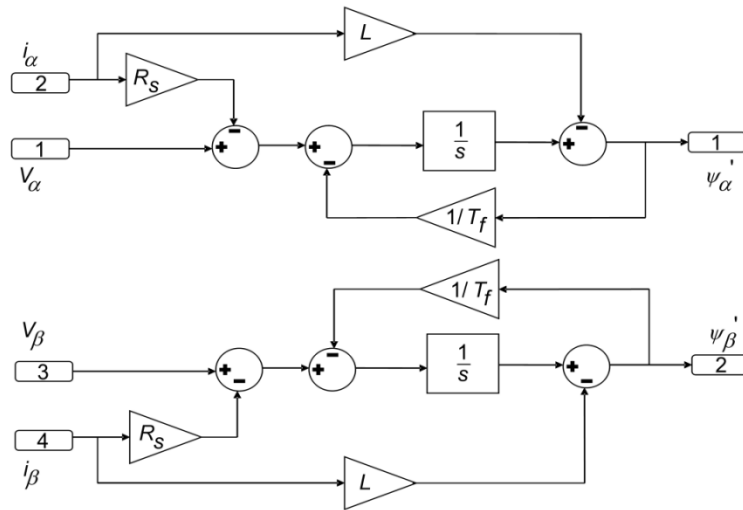 L
i_α
2
R_s
-
-
1
+
+
-
1/s
+
1
V_α
ψ_α'
1/T_f
1/T_f
V_β
ψ_β'
-
3
+
+
1/s
+
2
-
-
4
R_s
i_β
L